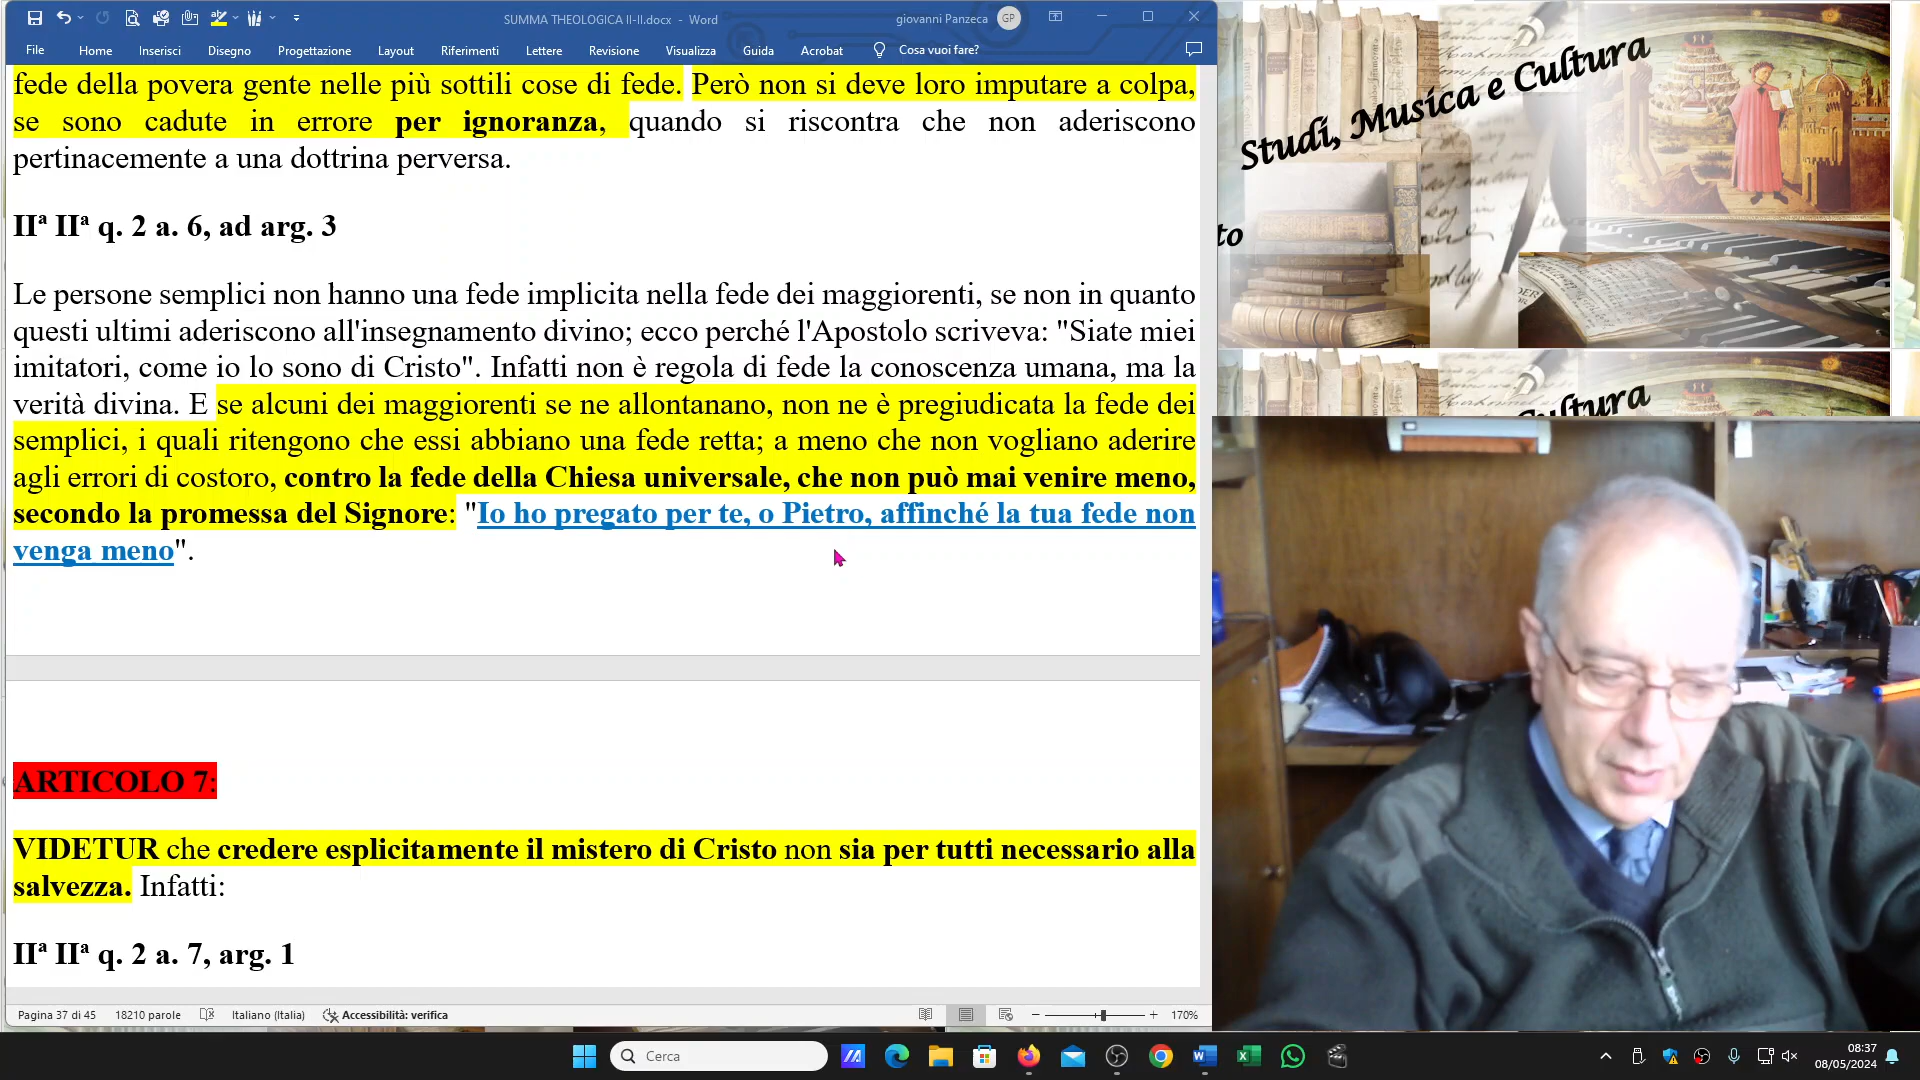 SUMMA THEOLOGICA II-II.docx - Word
giovanni Panzeca
GP
File Home Inserisci Disegno Progettazione Layout Riferimenti Lettere Revisione Visualizza Guida Acrobat Cosa vuoi fare?
fede della povera gente nelle più sottili cose di fede. Però non si deve loro imputare a colpa,
se sono cadute in errore per ignoranza, quando si riscontra che non aderiscono
pertinacemente a una dottrina perversa.
IIª IIª q. 2 a. 6, ad arg. 3
Le persone semplici non hanno una fede implicita nella fede dei maggiorenti, se non in quanto
questi ultimi aderiscono all'insegnamento divino; ecco perché l'Apostolo scriveva: "Siate miei
imitatori, come io lo sono di Cristo". Infatti non è regola di fede la conoscenza umana, ma la
verità divina. E se alcuni dei maggiorenti se ne allontanano, non ne è pregiudicata la fede dei
semplici, i quali ritengono che essi abbiano una fede retta; a meno che non vogliano aderire
agli errori di costoro, contro la fede della Chiesa universale, che non può mai venire meno,
secondo la promessa del Signore: "Io ho pregato per te, o Pietro, affinché la tua fede non
venga meno".
ARTICOLO 7:
VIDETUR che credere esplicitamente il mistero di Cristo non sia per tutti necessario alla
salvezza. Infatti:
IIª IIª q. 2 a. 7, arg. 1
Pagina 37 di 45 18210 parole Italiano (Italia) Accessibilità: verifica 170%
Studi, Musica e Cultura
to
Cultura
Cerca
08:37
08/05/2024